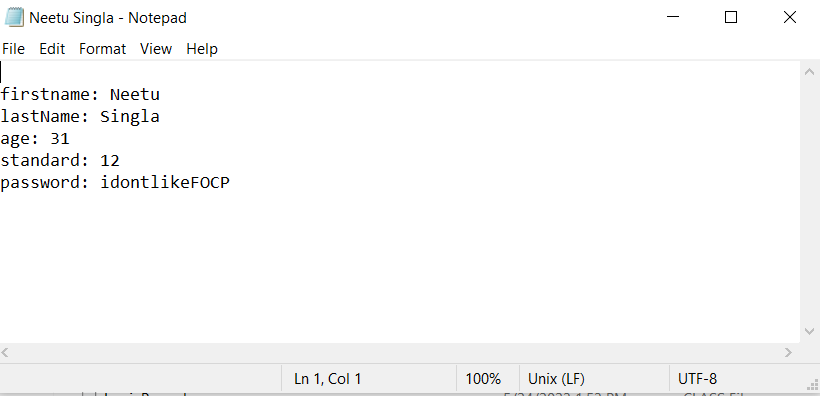 Neetu Singla - Notepad
File Edit Format View Help
firstname: Neetu
lastName: Singla
age: 31
standard: 12
password: idontlikeFOCP
Ln 1, Col 1 100% Unix (LF) UTF-8